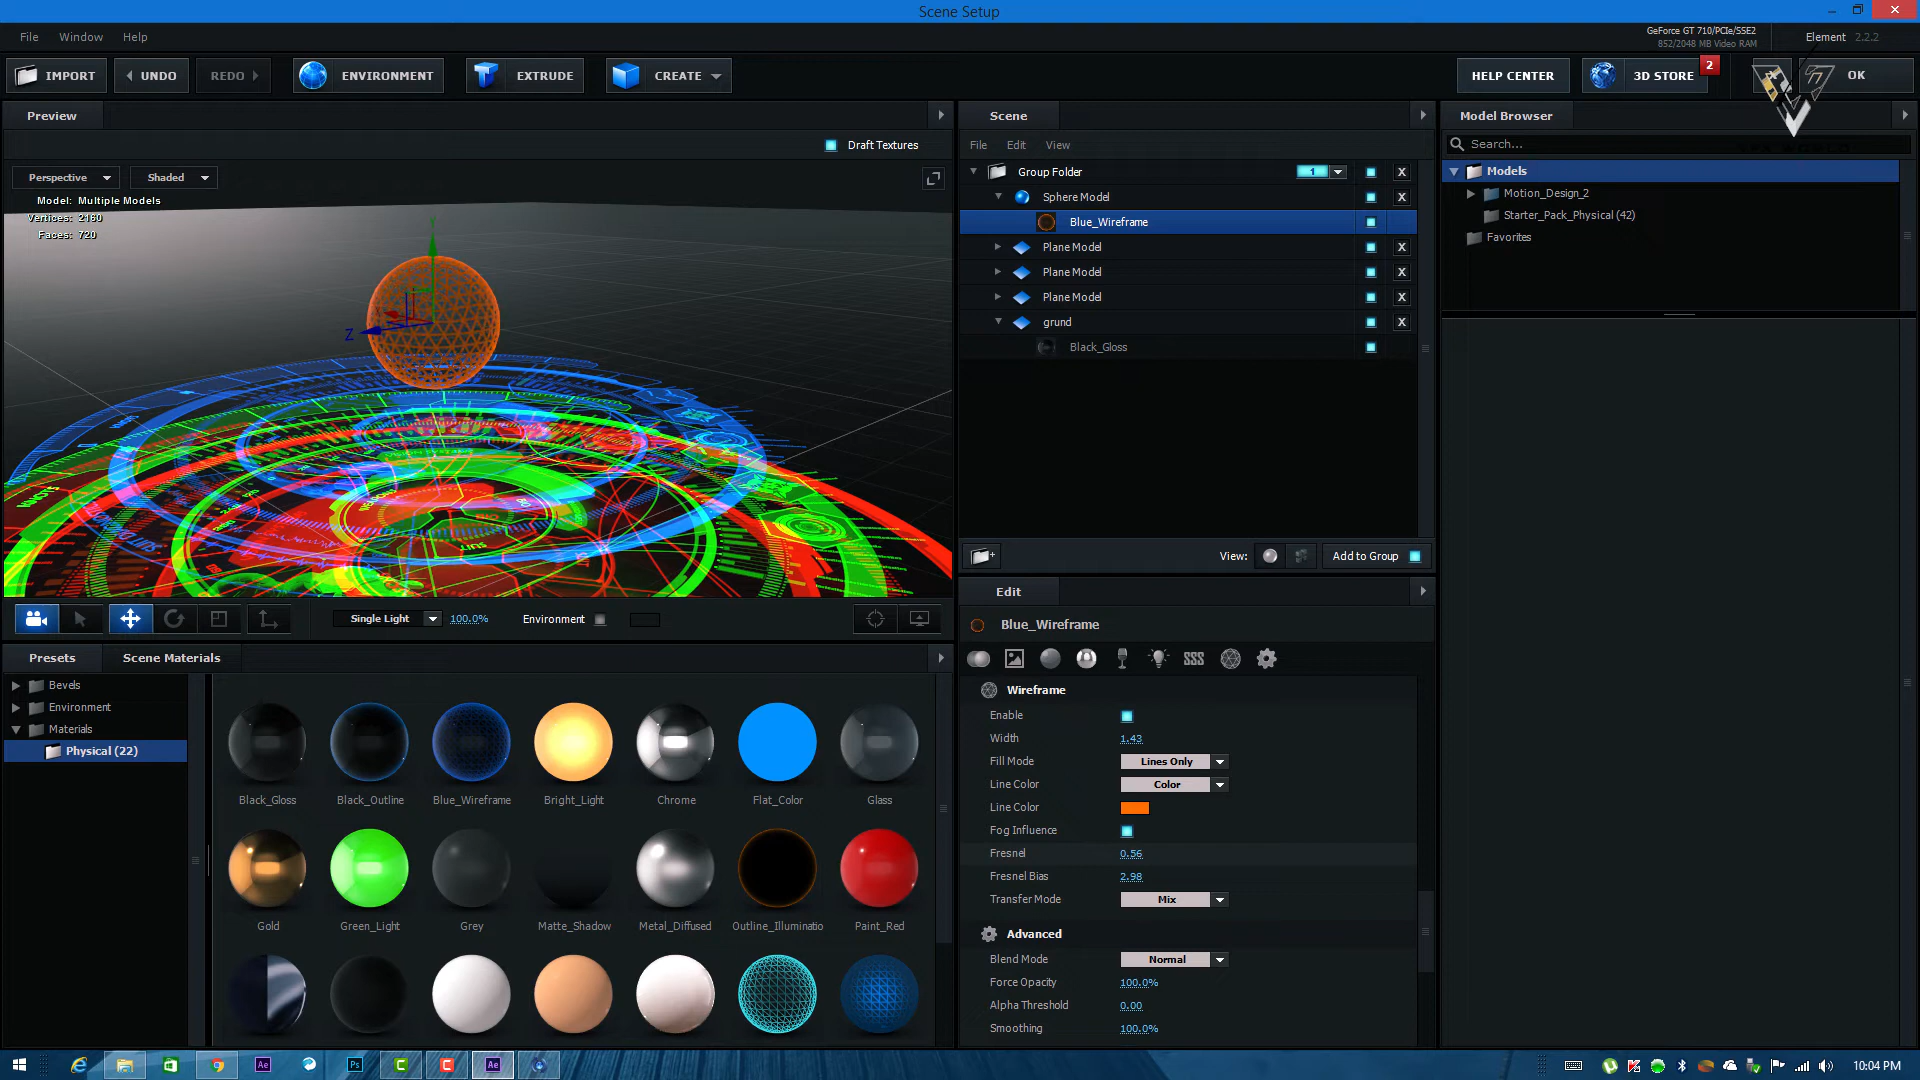 Scene Setup
File Window Help
GeForce GT 710/PCIe/SSE2
852/2048 MB Video RAM
Element 2.2.2
IMPORT UNDO REDO ENVIRONMENT EXTRUDE CREATE
HELP CENTER 3D STORE 2 X OK
Preview
Draft Textures
Perspective Shaded
Model: Multiple Models
Vertices: 2160
Faces: 720
Y
Z
BIO
SUIT
Single Light 100.0% Environment
Scene
File Edit View
Group Folder 1 X
Sphere Model X
Blue_Wireframe
Plane Model X
Plane Model X
Plane Model X
grund X
Black_Gloss
View: Add to Group
Model Browser
Search...
Models
Motion_Design_2
Starter_Pack_Physical (42)
Favorites
Presets Scene Materials
Bevels
Environment
Materials
Physical (22)
Black_Gloss Black_Outline Blue_Wireframe Bright_Light Chrome Flat_Color Glass
Gold Green_Light Grey Matte_Shadow Metal_Diffused Outline_Illuminatio Paint_Red
Edit
Blue_Wireframe
Wireframe
Enable
Width 1.43
Fill Mode Lines Only
Line Color Color
Line Color
Fog Influence
Fresnel 0.56
Fresnel Bias 2.98
Transfer Mode Mix
Advanced
Blend Mode Normal
Force Opacity 100.0%
Alpha Threshold 0.00
Smoothing 100.0%
Ae Ps C C Ae
10:04 PM